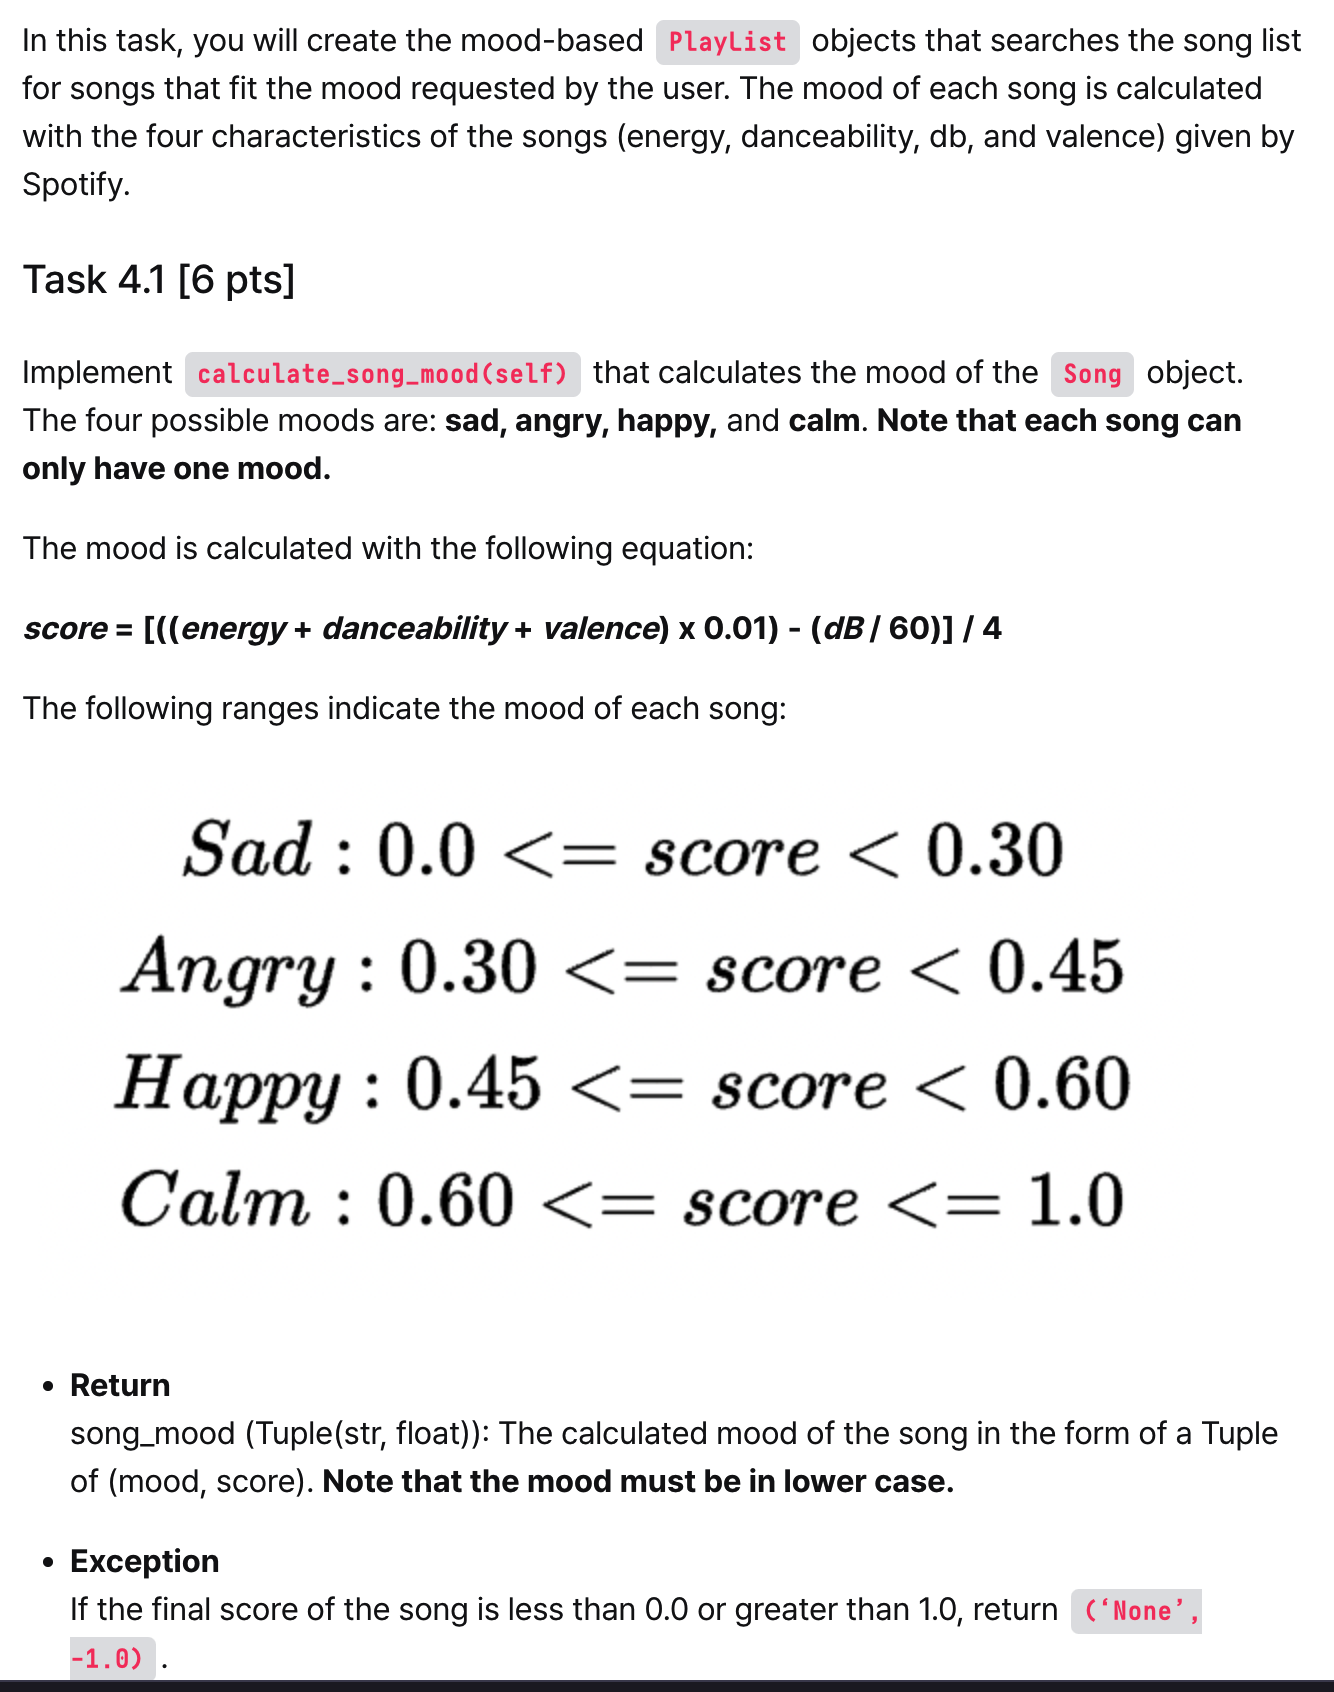 In this task, you will create the mood-based PlayList objects that searches the song list
for songs that fit the mood requested by the user. The mood of each song is calculated
with the four characteristics of the songs (energy, danceability, db, and valence) given by
Spotify.
Task 4.1 [6 pts]
Implement calculate_song_mood(self) that calculates the mood of the Song object.
The four possible moods are: sad, angry, happy, and calm. Note that each song can
only have one mood.
The mood is calculated with the following equation:
score = [((energy + danceability + valence) x 0.01) - (dB / 60)] / 4
The following ranges indicate the mood of each song:
Sad : 0.0 <= score < 0.30
Angry : 0.30 <= score < 0.45
Happy : 0.45 <= score < 0.60
Calm : 0.60 <= score <= 1.0
• Return
song_mood (Tuple(str, float)): The calculated mood of the song in the form of a Tuple
of (mood, score). Note that the mood must be in lower case.
• Exception
If the final score of the song is less than 0.0 or greater than 1.0, return (‘None’,
-1.0) .